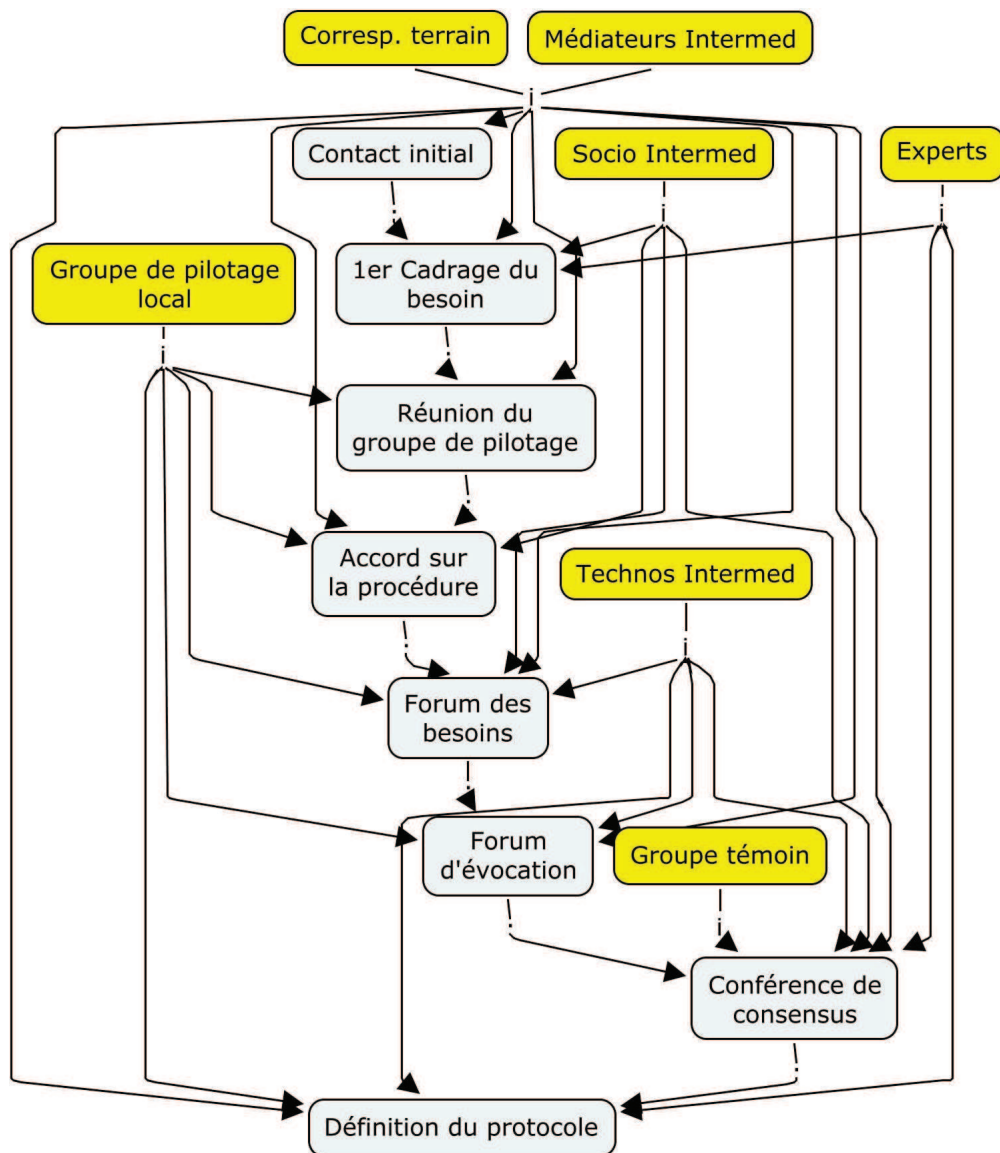 Corresp. terrain
Médiateurs Intermed
i
Contact initial
Socio Intermed
Experts
i
i
Groupe de pilotage
local
1er Cadrage du
besoin
i
Réunion du
groupe de pilotage
Accord sur
la procédure
Technos Intermed
i
Forum des
besoins
Forum
d'évocation
Groupe témoin
i
Conférence de
consensus
Définition du protocole